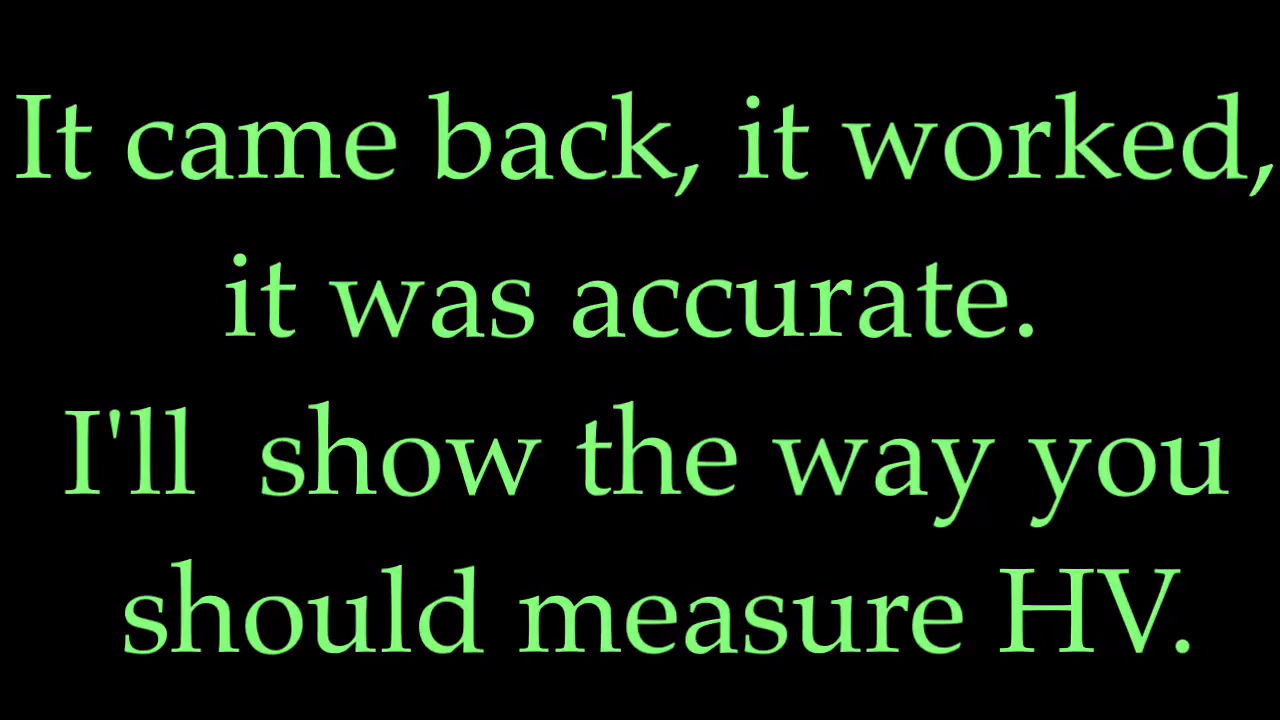 It came back, it worked,
it was accurate.
I'll  show the way you
should measure HV.